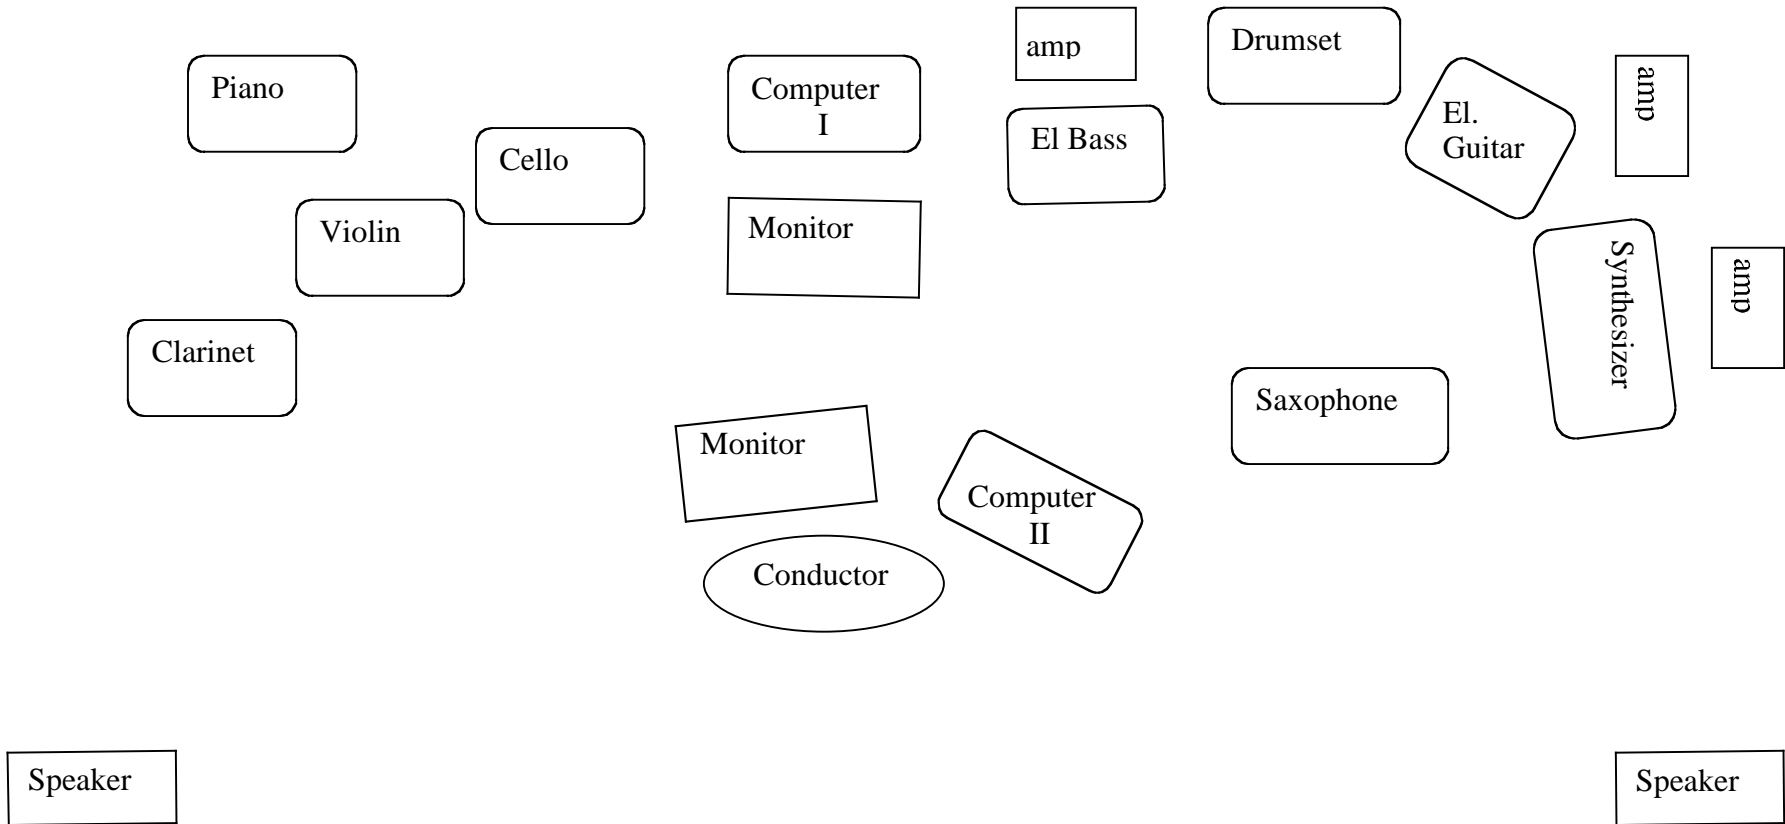 amp
Drumset
Piano
Computer
I
El.
Guitar
amp
El Bass
Cello
Violin
Monitor
Synthesizer
amp
Clarinet
Saxophone
Monitor
Computer
II
Conductor
Speaker
Speaker